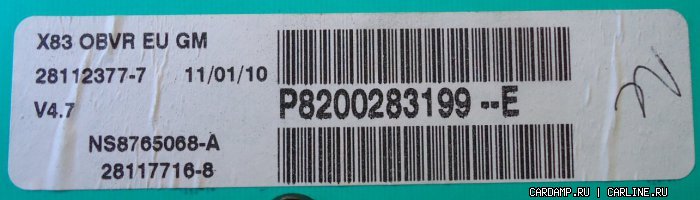 X83 OBVR EU GM
28112377-7 11/01/10
V4.7
P8200283199--E
NS8765068-A
28117716-8
CARDAMP.RU | CARLINE.RU